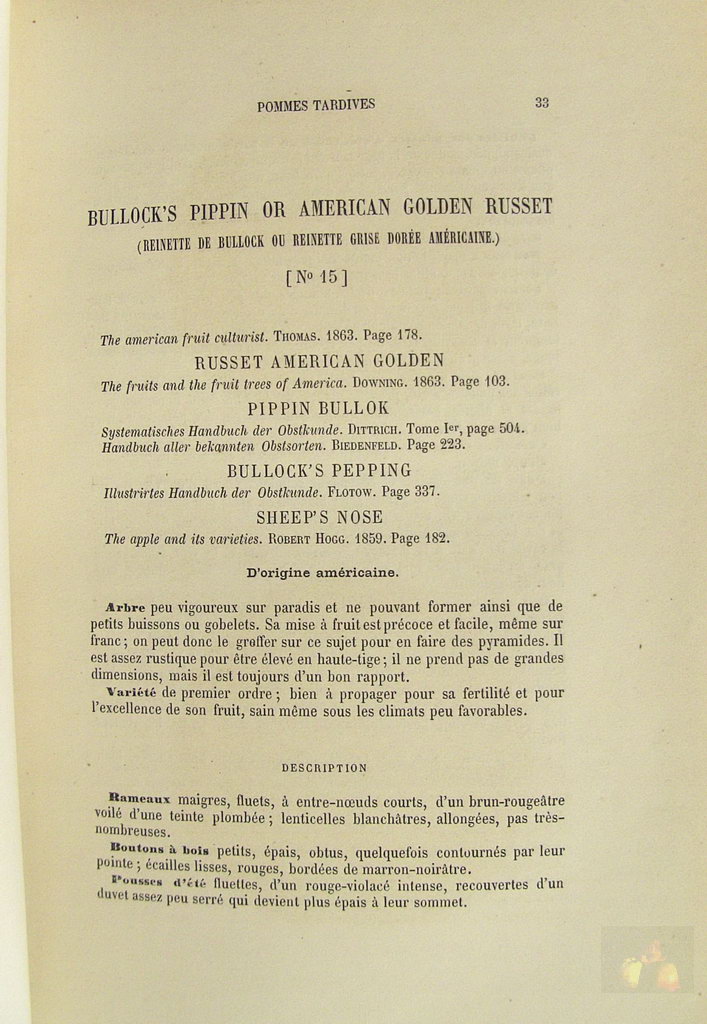 POMMES TARDIVES 33
BULLOCK'S PIPPIN OR AMERICAN GOLDEN RUSSET
(REINETTE DE BULLOCK OU REINETTE GRISE DORÉE AMÉRICAINE.)
[ No 15 ]
The american fruit culturist. THOMAS. 1863. Page 178.
RUSSET AMERICAN GOLDEN
The fruits and the fruit trees of America. DOWNING. 1863. Page 103.
PIPPIN BULLOK
Systematisches Handbuch der Obstkunde. DITTRICH. Tome Ier, page 504.
Handbuch aller bekannten Obstsorten. BIEDENFELD. Page 223.
BULLOCK'S PEPPING
Illustrirtes Handbuch der Obstkunde. FLOTOW. Page 337.
SHEEP'S NOSE
The apple and its varieties. ROBERT HOGG. 1859. Page 182.
D'origine américaine.
Arbre peu vigoureux sur paradis et ne pouvant former ainsi que de
petits buissons ou gobelets. Sa mise à fruit est précoce et facile, même sur
franc ; on peut donc le greffer sur ce sujet pour en faire des pyramides. Il
est assez rustique pour être élevé en haute-tige ; il ne prend pas de grandes
dimensions, mais il est toujours d'un bon rapport.
Variété de premier ordre ; bien à propager pour sa fertilité et pour
l'excellence de son fruit, sain même sous les climats peu favorables.
DESCRIPTION
Rameaux maigres, fluets, à entre-nœuds courts, d'un brun-rougeâtre
voilé d'une teinte plombée ; lenticelles blanchâtres, allongées, pas très-
nombreuses.
Boutons à bois petits, épais, obtus, quelquefois contournés par leur
pointe ; écailles lisses, rouges, bordées de marron-noirâtre.
Pousses d'été fluettes, d'un rouge-violacé intense, recouvertes d'un
duvet assez peu serré qui devient plus épais à leur sommet.